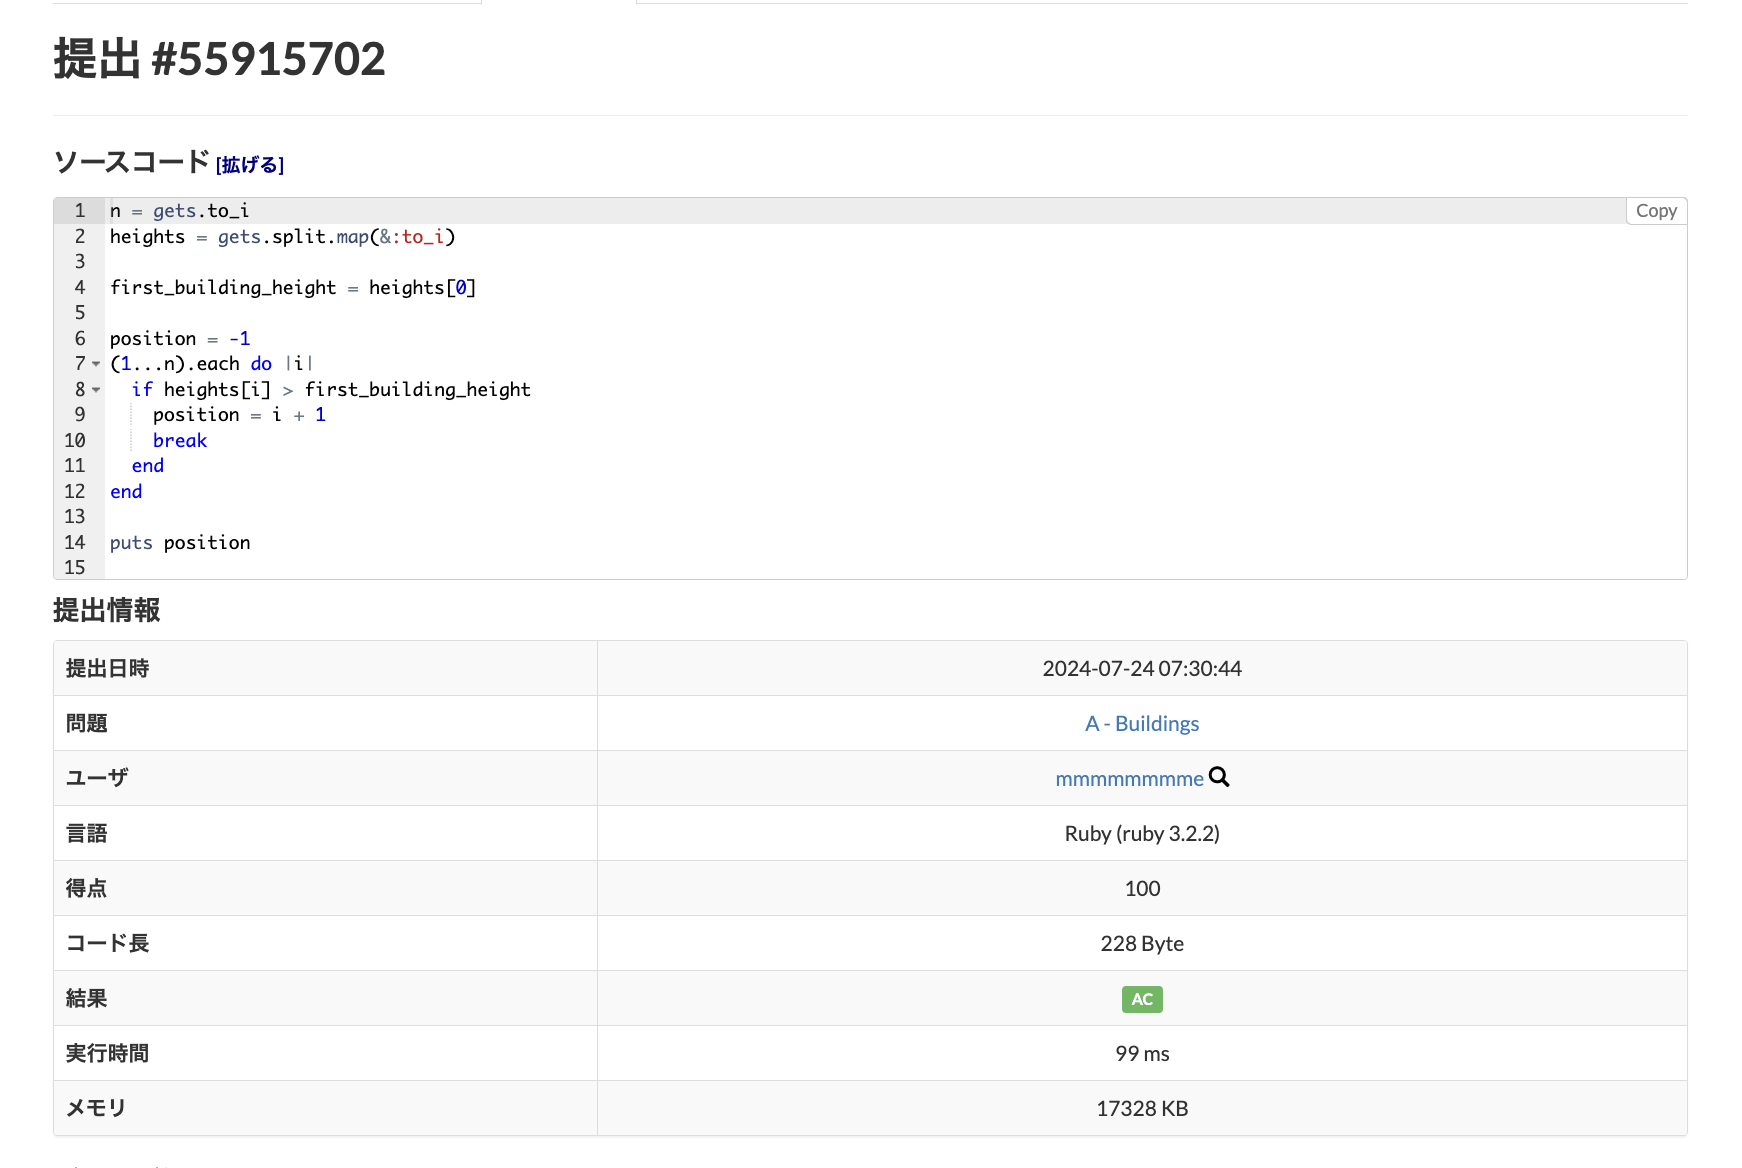 提出 #55915702
ソースコード [拡げる]
Copy
1 n = gets.to_i
2 heights = gets.split.map(&:to_i)
3
4 first_building_height = heights[0]
5
6 position = -1
7 (1...n).each do |i|
8   if heights[i] > first_building_height
9     position = i + 1
10     break
11   end
12 end
13
14 puts position
15
提出情報
提出日時 2024-07-24 07:30:44
問題 A - Buildings
ユーザ mmmmmmmme
言語 Ruby (ruby 3.2.2)
得点 100
コード長 228 Byte
結果 AC
実行時間 99 ms
メモリ 17328 KB